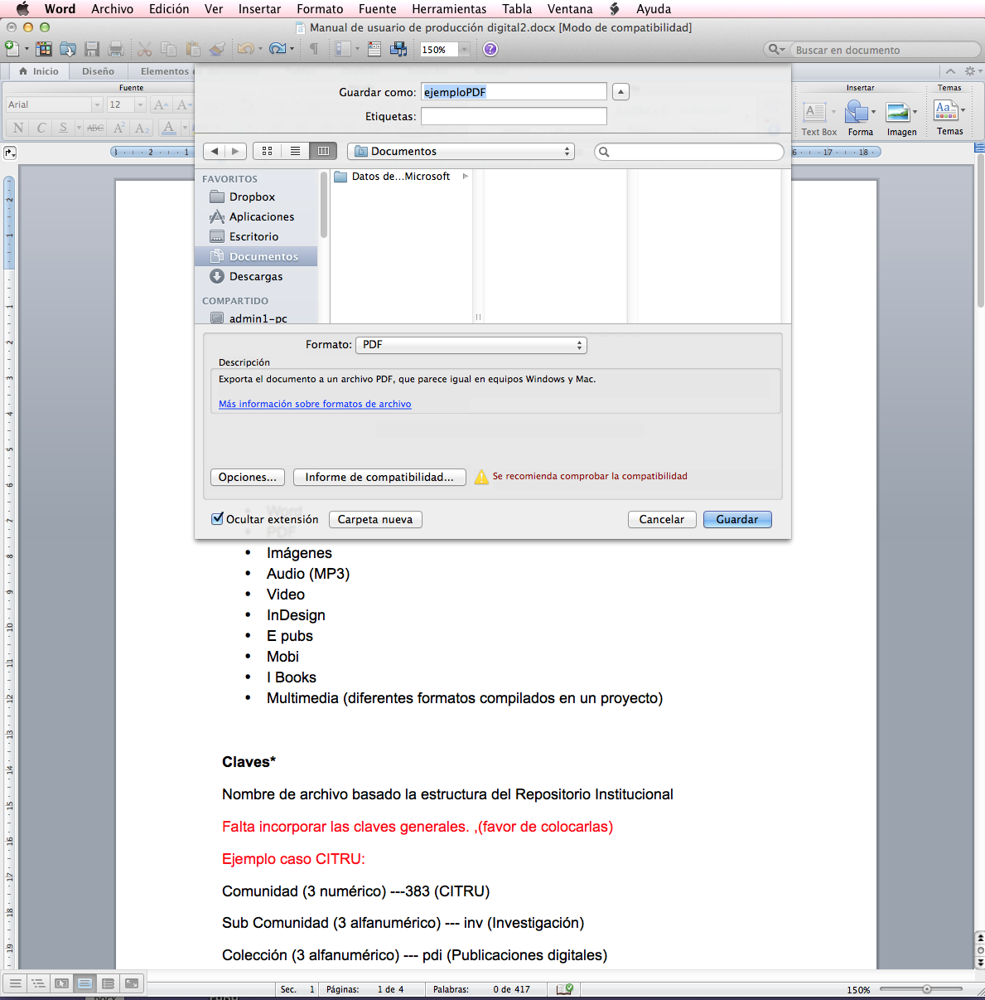 Word Archivo Edición Ver Insertar Formato Fuente Herramientas Tabla Ventana Ayuda
Manual de usuario de producción digital2.docx [Modo de compatibilidad]
150% Buscar en documento
Inicio Diseño Elementos
Fuente Insertar Temas
Arial 12
N C S ABC A² A₂ A
Text Box Forma Imagen Temas
Guardar como: ejemploPDF
Etiquetas:
Documentos
FAVORITOS
Dropbox
Aplicaciones
Escritorio
Documentos
Descargas
COMPARTIDO
admin1-pc
Datos de...Microsoft
Formato: PDF
Descripción
Exporta el documento a un archivo PDF, que parece igual en equipos Windows y Mac.
Más información sobre formatos de archivo
Opciones... Informe de compatibilidad... Se recomienda comprobar la compatibilidad
Ocultar extensión Carpeta nueva Cancelar Guardar
• Word
• PDF
• Imágenes
• Audio (MP3)
• Video
• InDesign
• E pubs
• Mobi
• I Books
• Multimedia (diferentes formatos compilados en un proyecto)
Claves*
Nombre de archivo basado la estructura del Repositorio Institucional
Falta incorporar las claves generales. ,(favor de colocarlas)
Ejemplo caso CITRU:
Comunidad (3 numérico) ---383 (CITRU)
Sub Comunidad (3 alfanumérico) --- inv (Investigación)
Colección (3 alfanumérico) --- pdi (Publicaciones digitales)
Sec. 1 Páginas: 1 de 4 Palabras: 0 de 417 150%